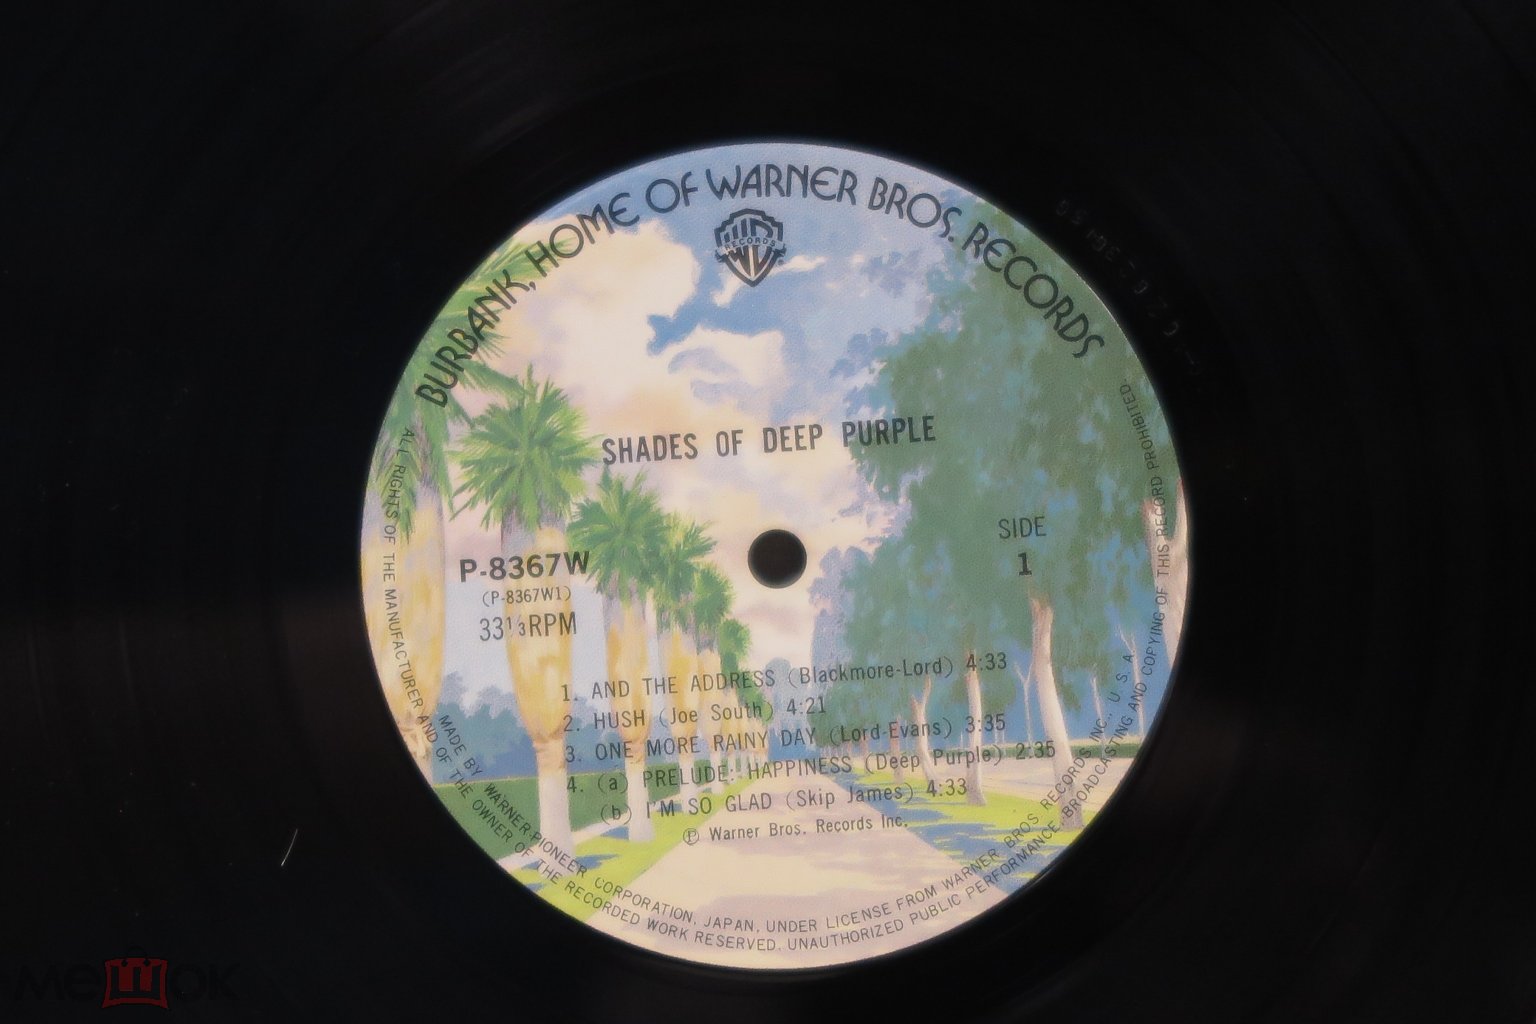 BURBANK, HOME OF WARNER BROS. RECORDS
RECORDS
SHADES OF DEEP PURPLE
P-8367W
(P-8367W1)
33 1/3 RPM
SIDE
1
1. AND THE ADDRESS (Blackmore-Lord) 4:33
2. HUSH (Joe South) 4:21
3. ONE MORE RAINY DAY (Lord-Evans) 3:35
4. (a) PRELUDE: HAPPINESS (Deep Purple) 2:35
(b) I'M SO GLAD (Skip James) 4:33
Ⓟ Warner Bros. Records Inc.
MADE BY WARNER-PIONEER CORPORATION, JAPAN, UNDER LICENSE FROM WARNER BROS. RECORDS INC., U.S.A.
ALL RIGHTS OF THE MANUFACTURER AND OF THE OWNER OF THE RECORDED WORK RESERVED. UNAUTHORIZED PUBLIC PERFORMANCE, BROADCASTING AND COPYING OF THIS RECORD PROHIBITED.
мешок